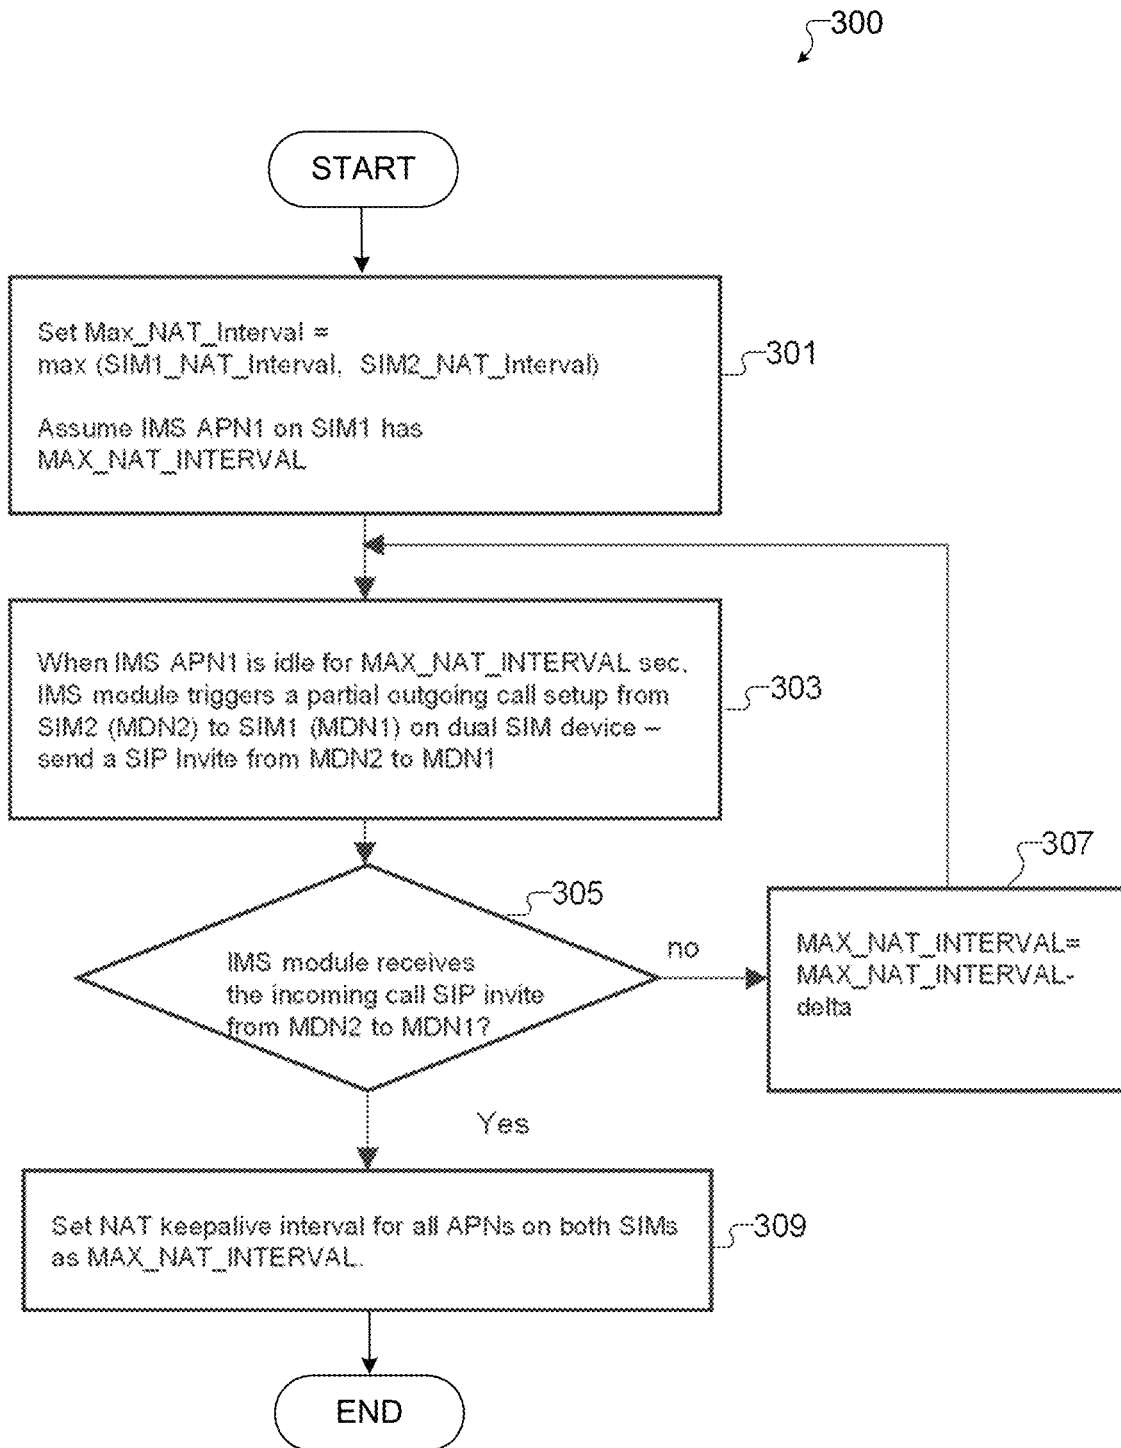 300
START
Set Max_NAT_Interval =
max (SIM1_NAT_Interval, SIM2_NAT_Interval)
Assume IMS APN1 on SIM1 has
MAX_NAT_INTERVAL
301
When IMS APN1 is idle for MAX_NAT_INTERVAL sec,
IMS module triggers a partial outgoing call setup from
SIM2 (MDN2) to SIM1 (MDN1) on dual SIM device –
send a SIP Invite from MDN2 to MDN1
303
305
IMS module receives
the incoming call SIP invite
from MDN2 to MDN1?
no
307
MAX_NAT_INTERVAL=
MAX_NAT_INTERVAL-
delta
Yes
Set NAT keepalive interval for all APNs on both SIMs
as MAX_NAT_INTERVAL.
309
END